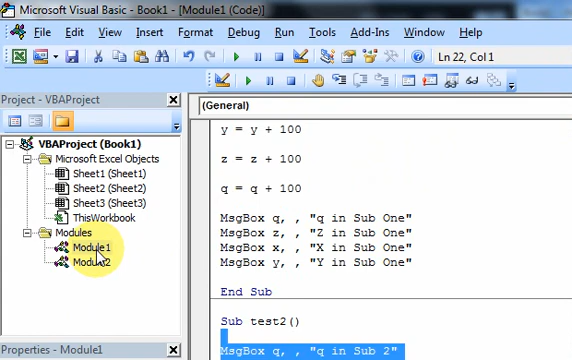 Microsoft Visual Basic - Book1 - [Module1 (Code)]
File Edit View Insert Format Debug Run Tools Add-Ins Window Help
Ln 22, Col 1
Project - VBAProject
(General)
VBAProject (Book1)
Microsoft Excel Objects
Sheet1 (Sheet1)
Sheet2 (Sheet2)
Sheet3 (Sheet3)
ThisWorkbook
Modules
Module1
Module2
Properties - Module1
y = y + 100
z = z + 100
q = q + 100
MsgBox q, , "q in Sub One"
MsgBox z, , "Z in Sub One"
MsgBox x, , "X in Sub One"
MsgBox y, , "Y in Sub One"
End Sub
Sub test2()
MsgBox q, , "q in Sub 2"